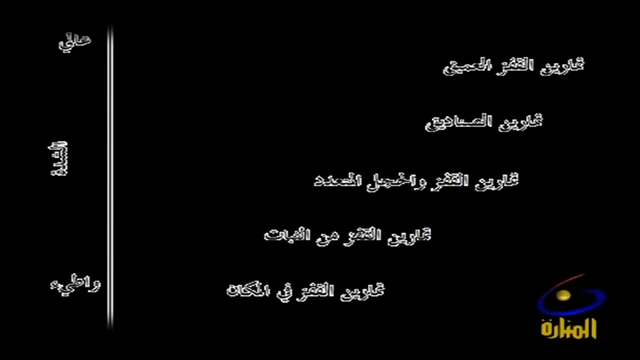 عالي
تمارين القفز العميق
تمارين الصناديق
الشدة
تمارين القفز والحجل المتعدد
تمارين القفز من الثبات
واطيء
تمارين القفز في المكان
المنارة